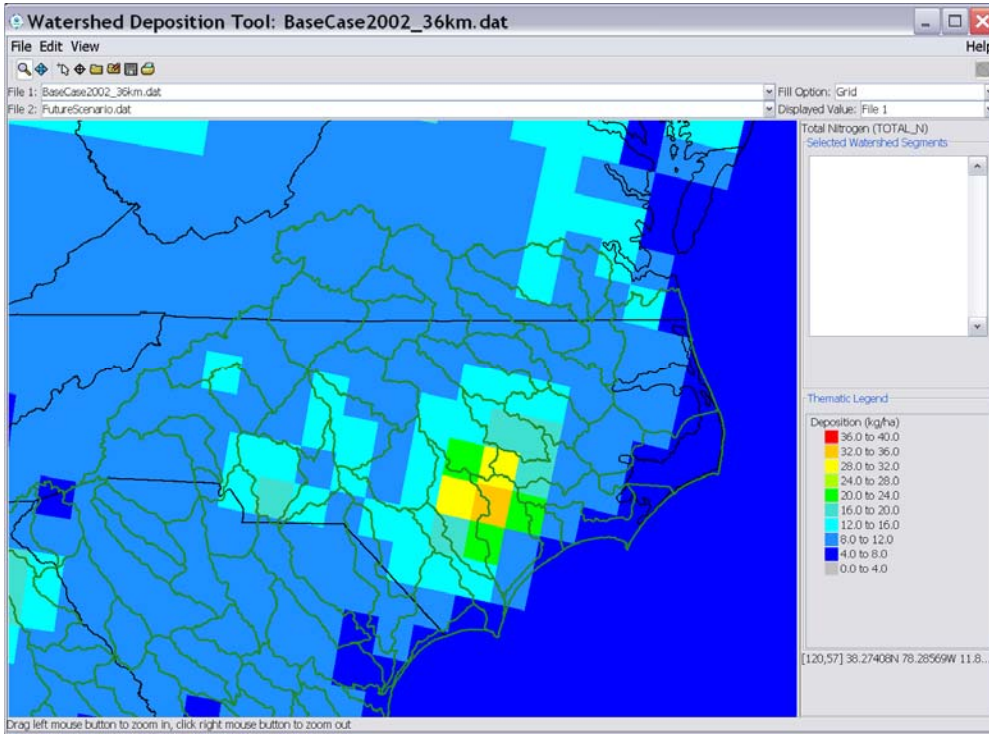 Watershed Deposition Tool: BaseCase2002_36km.dat
File Edit View Help
File 1: BaseCase2002_36km.dat Fill Option: Grid
File 2: FutureScenario.dat Displayed Value: File 1
Total Nitrogen (TOTAL_N)
Selected Watershed Segments
Thematic Legend
Deposition (kg/ha)
36.0 to 40.0
32.0 to 36.0
28.0 to 32.0
24.0 to 28.0
20.0 to 24.0
16.0 to 20.0
12.0 to 16.0
8.0 to 12.0
4.0 to 8.0
0.0 to 4.0
[120,57] 38.27408N 78.28569W 11.8...
Drag left mouse button to zoom in, click right mouse button to zoom out